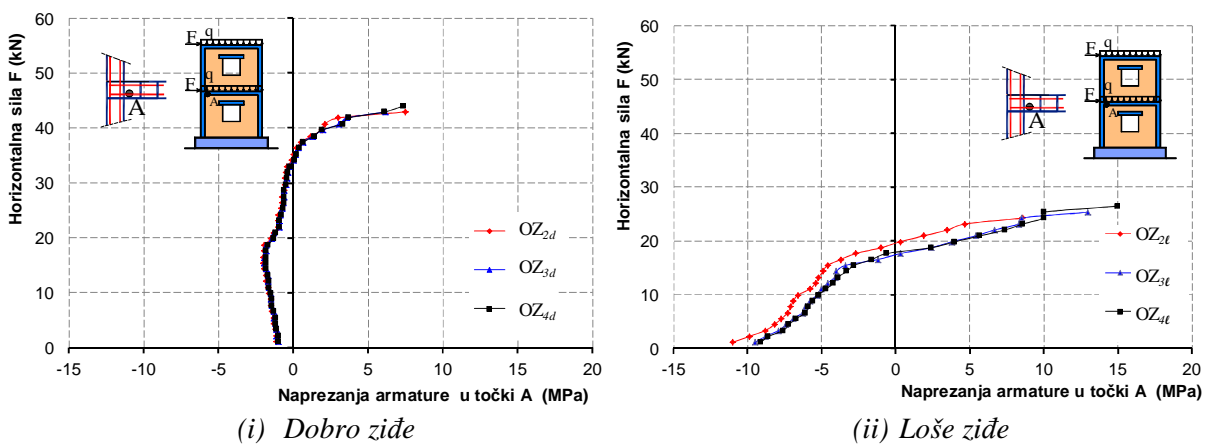 Horizontalna sila F (kN)
60
50
40
30
20
10
0
-15 -10 -5 0 5 10 15 20
Naprezanja armature u točki A (MPa)
A
q
F
q
F
A
OZ2d
OZ3d
OZ4d
(i) Dobro ziđe
Horizontalna sila F (kN)
60
50
40
30
20
10
0
-15 -10 -5 0 5 10 15 20
Naprezanja armature u točki A (MPa)
A
q
F
q
F
A
OZ2ℓ
OZ3ℓ
OZ4ℓ
(ii) Loše ziđe